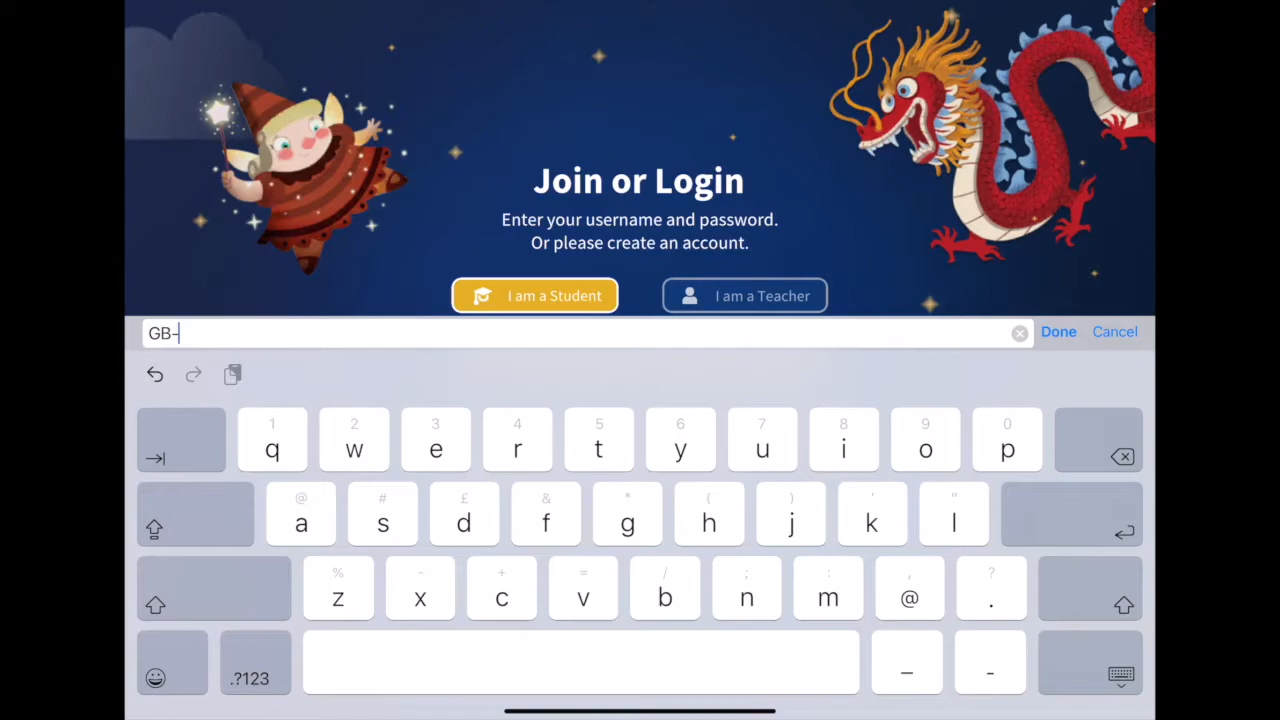 Join or Login
Enter your username and password.
Or please create an account.
I am a Student
I am a Teacher
GB-
Done
Cancel
1 2 3 4 5 6 7 8 9 0
q w e r t y u i o p
@ # £ & * ( ) ' "
a s d f g h j k l
% - + = / ; : , ?
z x c v b n m @ .
.?123 _ -